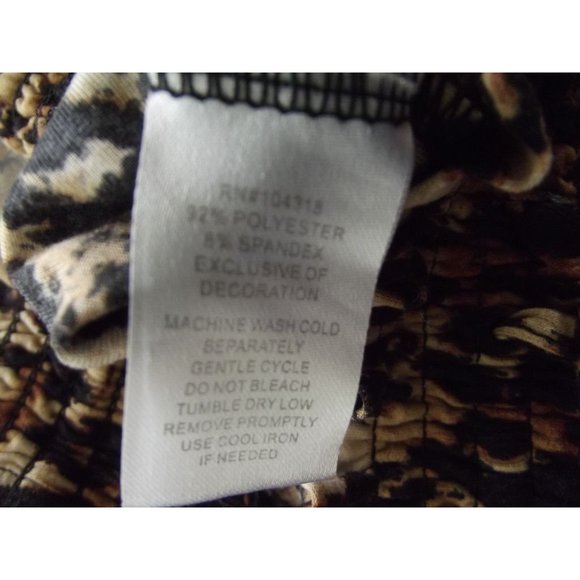 RN#104318
92% POLYESTER
8% SPANDEX
EXCLUSIVE OF
DECORATION
MACHINE WASH COLD
SEPARATELY
GENTLE CYCLE
DO NOT BLEACH
TUMBLE DRY LOW
REMOVE PROMPTLY
USE COOL IRON
IF NEEDED